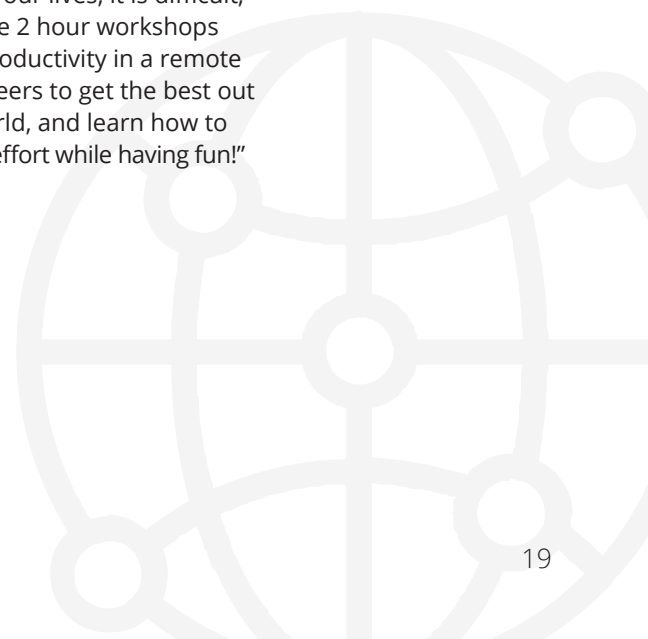 our lives, it is difficult,
e 2 hour workshops
oductivity in a remote
eers to get the best out
rld, and learn how to
effort while having fun!”
19